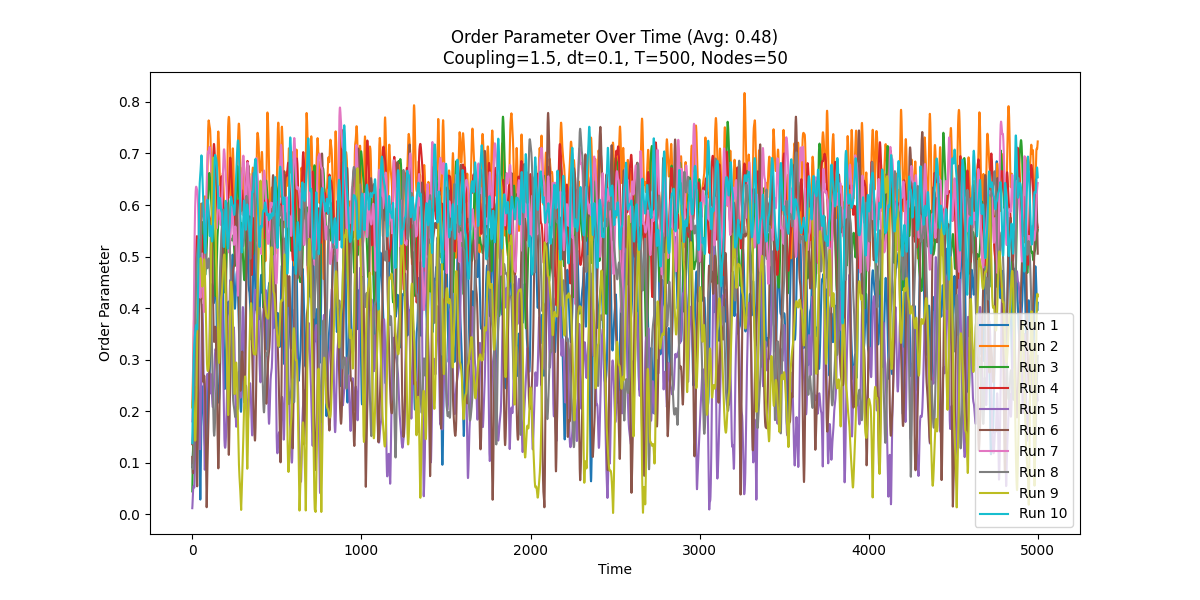 Order Parameter Over Time (Avg: 0.48)
Coupling=1.5, dt=0.1, T=500, Nodes=50
Order Parameter
0.8
0.7
0.6
0.5
0.4
0.3
0.2
0.1
0.0
Run 1
Run 2
Run 3
Run 4
Run 5
Run 6
Run 7
Run 8
Run 9
Run 10
0 1000 2000 3000 4000 5000
Time